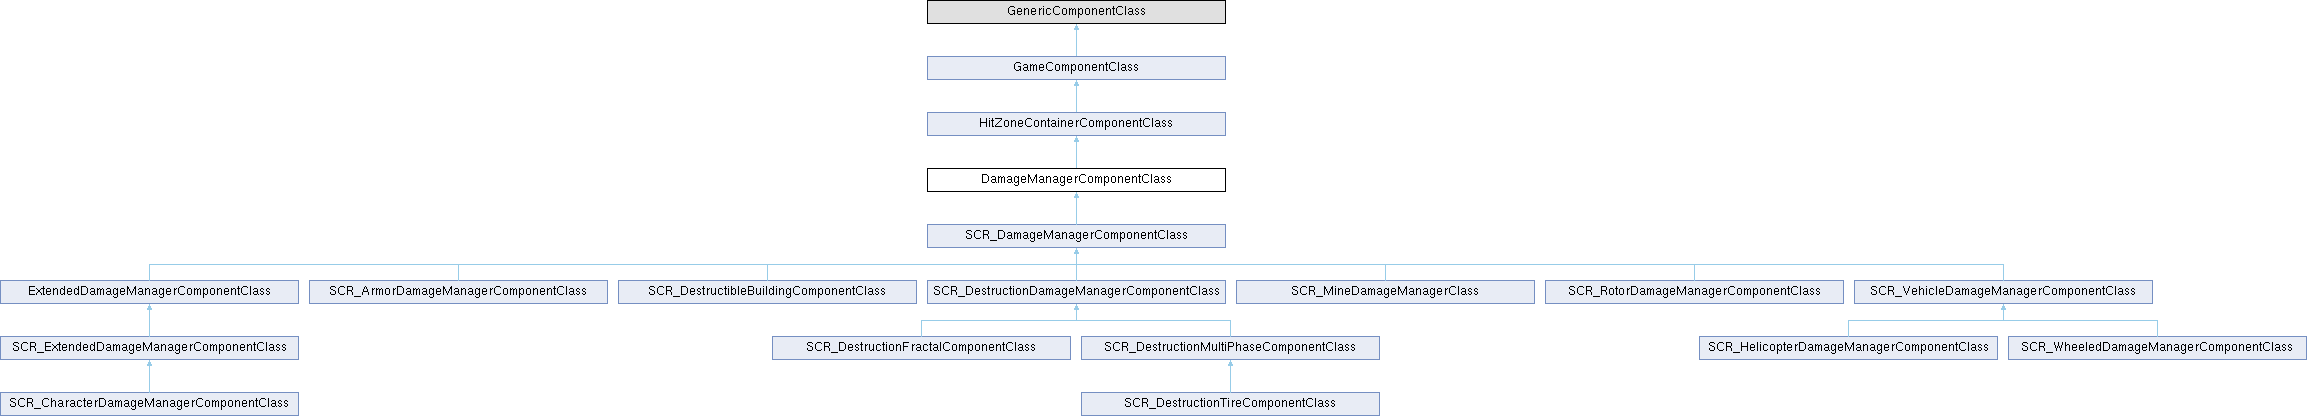 GenericComponentClass
GameComponentClass
HitZoneContainerComponentClass
DamageManagerComponentClass
SCR_DamageManagerComponentClass
ExtendedDamageManagerComponentClass
SCR_ArmorDamageManagerComponentClass
SCR_DestructibleBuildingComponentClass
SCR_DestructionDamageManagerComponentClass
SCR_MineDamageManagerClass
SCR_RotorDamageManagerComponentClass
SCR_VehicleDamageManagerComponentClass
SCR_ExtendedDamageManagerComponentClass
SCR_DestructionFractalComponentClass
SCR_DestructionMultiPhaseComponentClass
SCR_HelicopterDamageManagerComponentClass
SCR_WheeledDamageManagerComponentClass
SCR_CharacterDamageManagerComponentClass
SCR_DestructionTireComponentClass